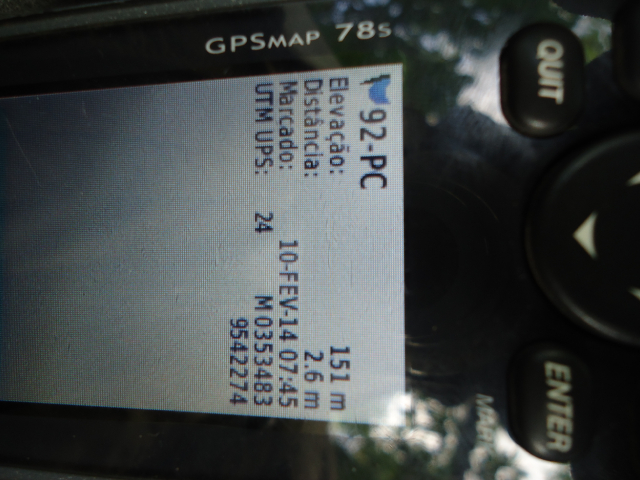 GPSMAP 78S
92-PC
Elevação: 151 m
Distância: 2.6 m
Marcado: 10-FEV-14 07:45
UTM UPS: 24 M 0353483
9542274
QUIT
ENTER
MARK